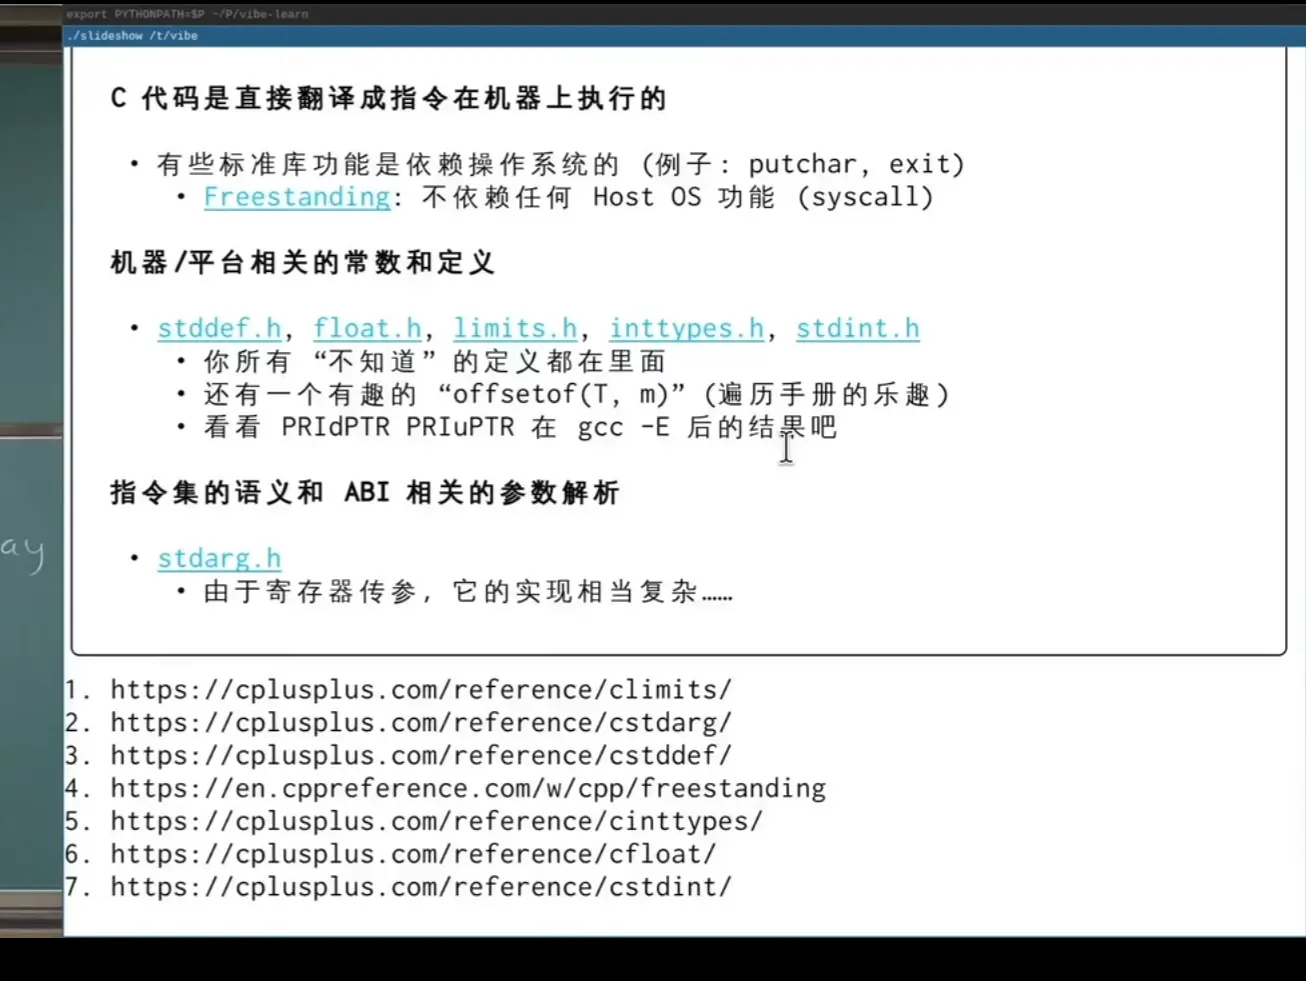 export PYTHONPATH=$P ~/P/vibe-learn
./slideshow /t/vibe
C 代码是直接翻译成指令在机器上执行的
• 有些标准库功能是依赖操作系统的 (例子: putchar, exit)
• Freestanding: 不依赖任何 Host OS 功能 (syscall)
机器/平台相关的常数和定义
• stddef.h, float.h, limits.h, inttypes.h, stdint.h
• 你所有 “不知道” 的定义都在里面
• 还有一个有趣的 “offsetof(T, m)” (遍历手册的乐趣)
• 看看 PRIdPTR PRIuPTR 在 gcc -E 后的结果吧
指令集的语义和 ABI 相关的参数解析
ay
• stdarg.h
• 由于寄存器传参, 它的实现相当复杂……
1. https://cplusplus.com/reference/climits/
2. https://cplusplus.com/reference/cstdarg/
3. https://cplusplus.com/reference/cstddef/
4. https://en.cppreference.com/w/cpp/freestanding
5. https://cplusplus.com/reference/cinttypes/
6. https://cplusplus.com/reference/cfloat/
7. https://cplusplus.com/reference/cstdint/